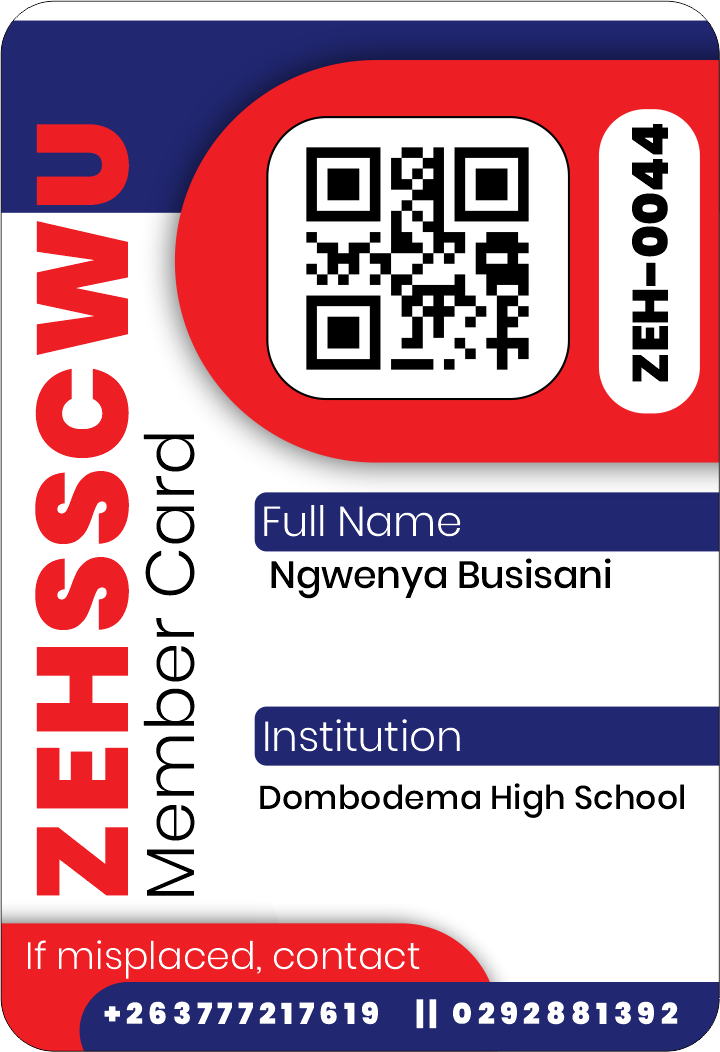 ZEHSSCWU
Member Card
ZEH-0044
Full Name
Ngwenya Busisani
Institution
Dombodema High School
If misplaced, contact
+263777217619 || 0292881392